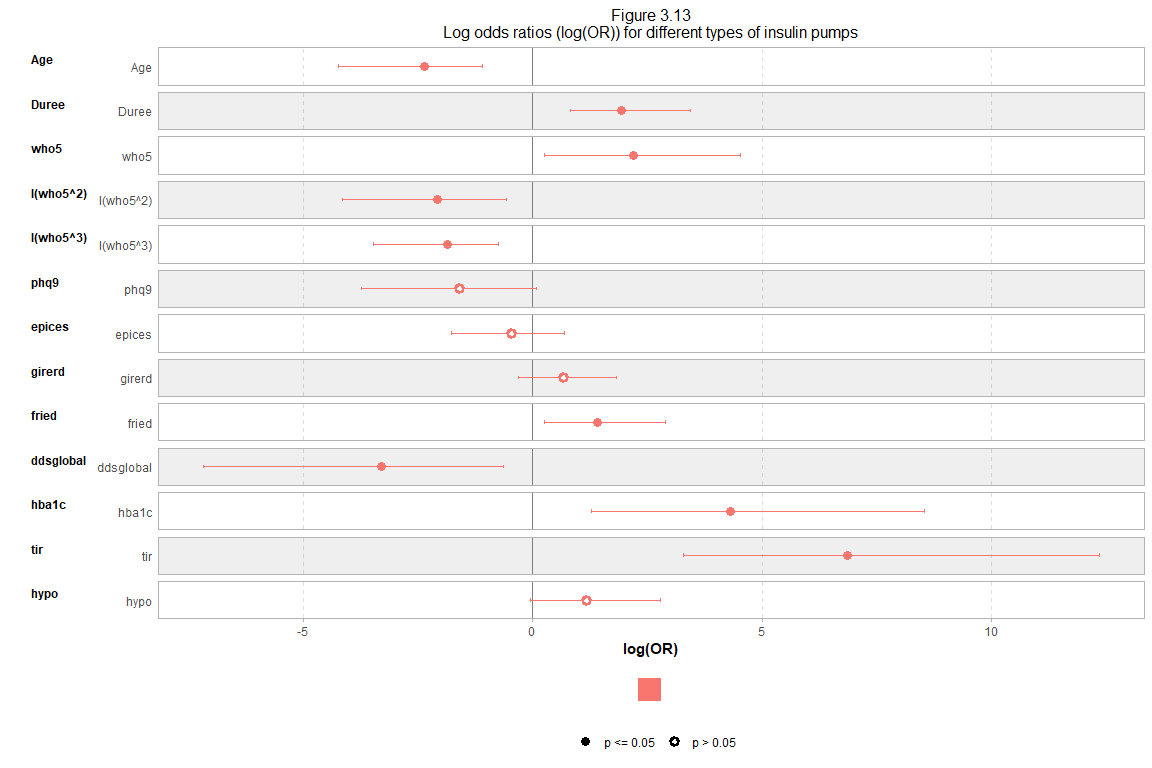 Figure 3.13
Log odds ratios (log(OR)) for different types of insulin pumps
Age Age
Duree Duree
who5 who5
I(who5^2) I(who5^2)
I(who5^3) I(who5^3)
phq9 phq9
epices epices
girerd girerd
fried fried
ddsglobal ddsglobal
hba1c hba1c
tir tir
hypo hypo
-5 0 5 10
log(OR)
p <= 0.05 p > 0.05